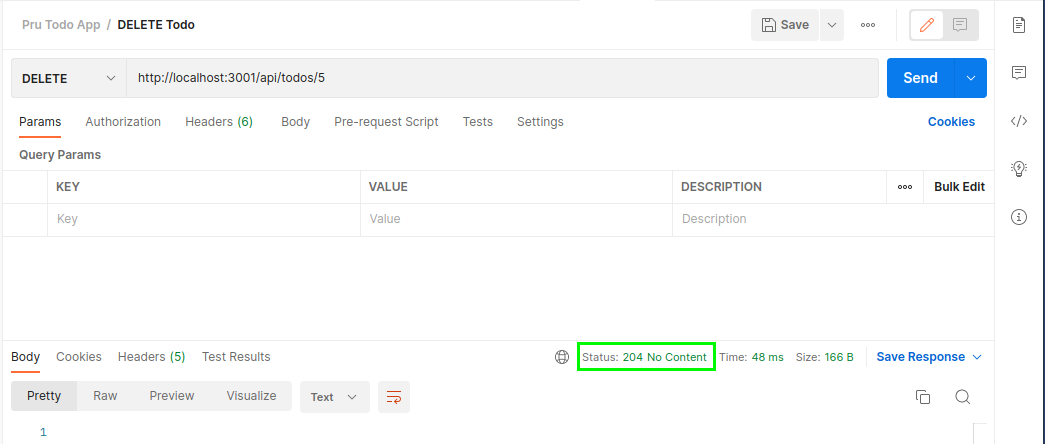 Pru Todo App / DELETE Todo Save
DELETE http://localhost:3001/api/todos/5 Send
Params Authorization Headers (6) Body Pre-request Script Tests Settings Cookies
Query Params
KEY VALUE DESCRIPTION Bulk Edit
Key Value Description
Body Cookies Headers (5) Test Results Status: 204 No Content Time: 48 ms Size: 166 B Save Response
Pretty Raw Preview Visualize Text
1